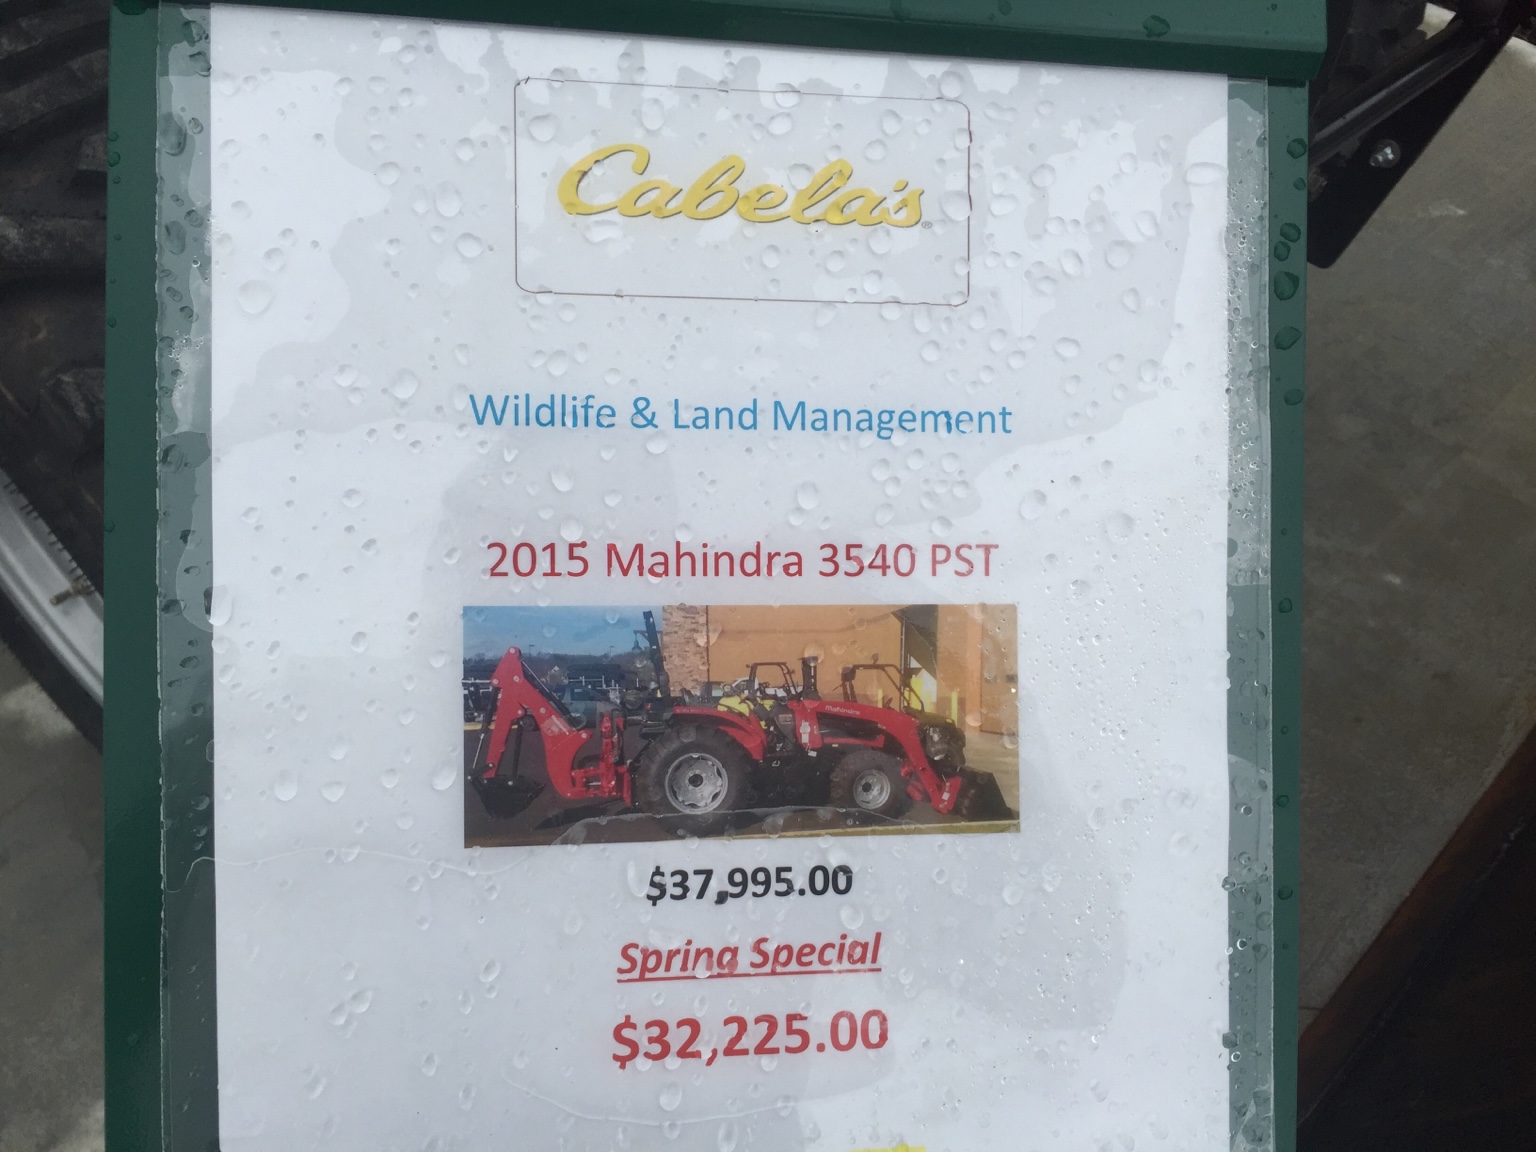 Cabela's®
Wildlife & Land Management
2015 Mahindra 3540 PST
Mahindra
$37,995.00
Spring Special
$32,225.00